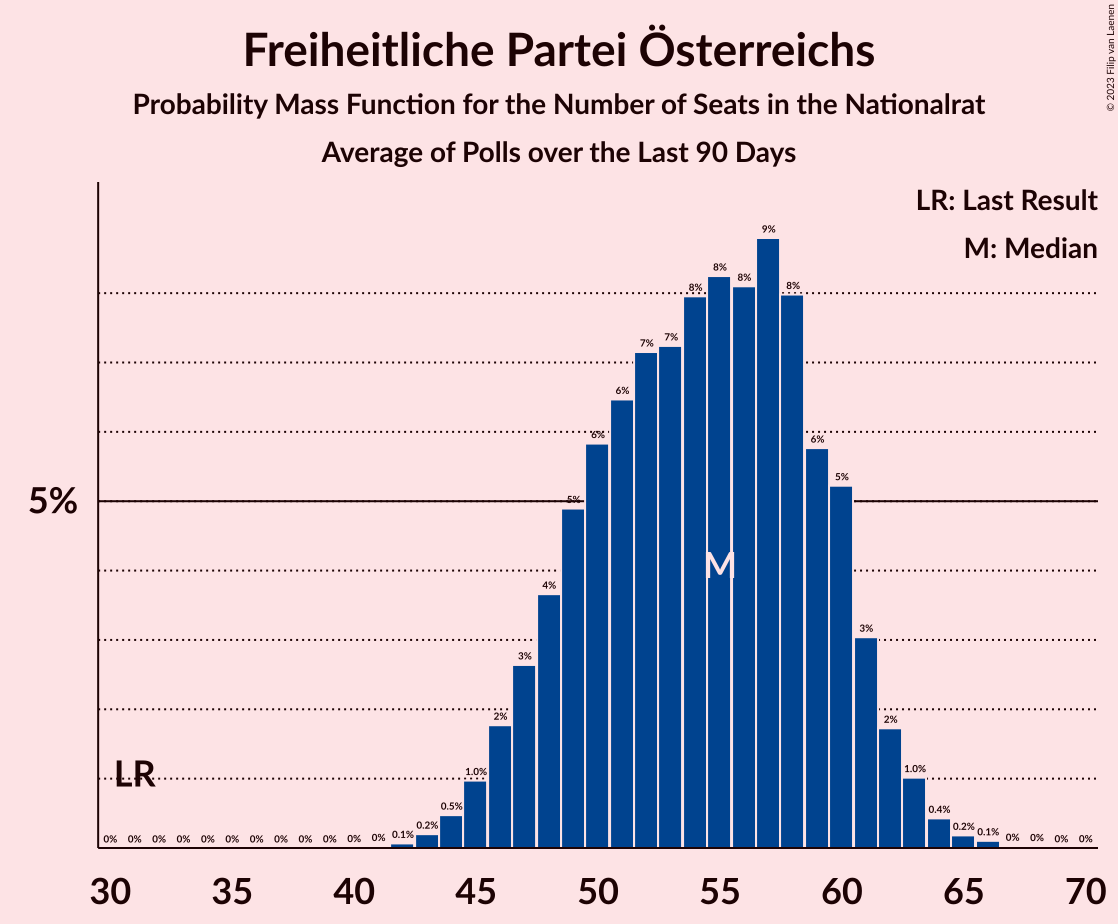 Freiheitliche Partei Österreichs
Probability Mass Function for the Number of Seats in the Nationalrat
Average of Polls over the Last 90 Days
© 2023 Filip van Laenen
LR: Last Result
M: Median
5%
LR
M
0% 0% 0% 0% 0% 0% 0% 0% 0% 0% 0% 0% 0.1% 0.2% 0.5% 1.0% 2% 3% 4% 5% 6% 6% 7% 7% 8% 8% 8% 9% 8% 6% 5% 3% 2% 1.0% 0.4% 0.2% 0.1% 0% 0% 0% 0%
30 35 40 45 50 55 60 65 70